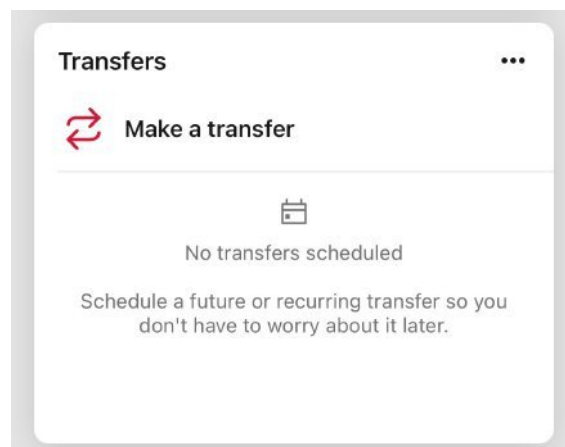 Transfers
Make a transfer
No transfers scheduled
Schedule a future or recurring transfer so you
don't have to worry about it later.